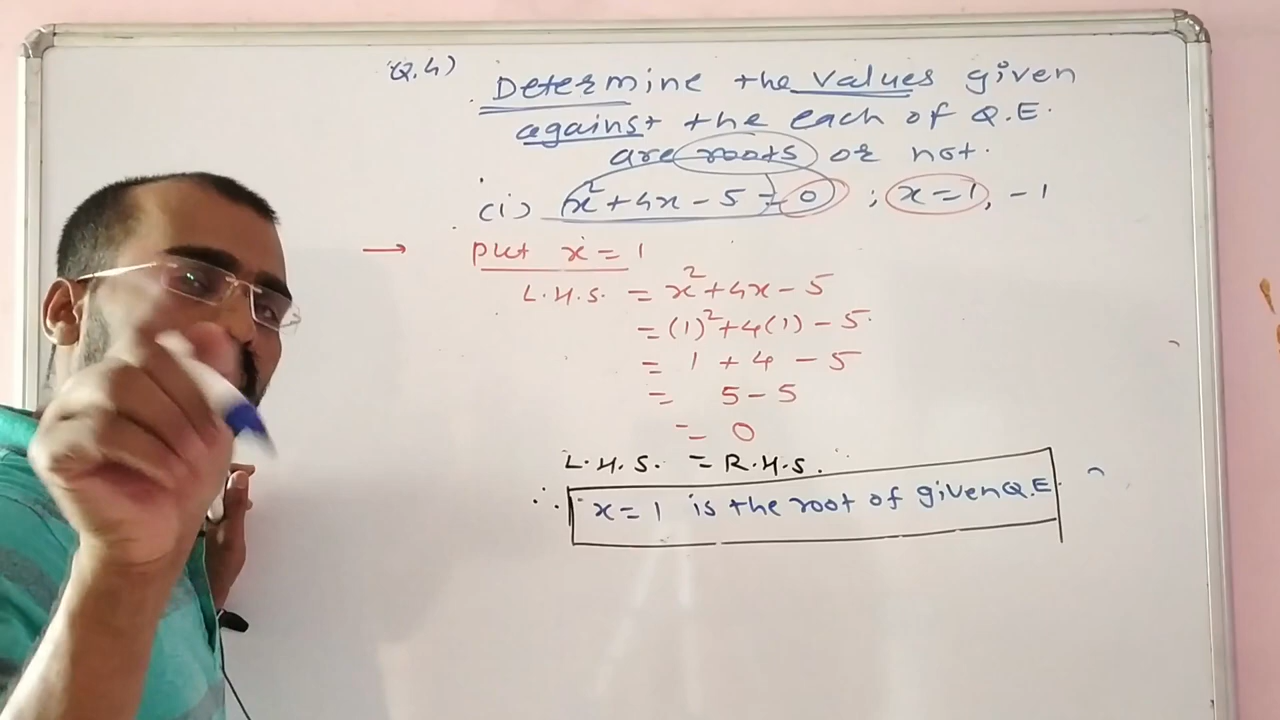 Q.4)
Determine the values given
against the each of Q.E.
are roots or not.
(i) x²+4x-5=0 ; x=1, -1
→ put x=1
L.H.S. = x²+4x-5
= (1)²+4(1)-5
= 1+4-5
= 5-5
= 0
L.H.S. = R.H.S.
∴ x=1 is the root of given Q.E.